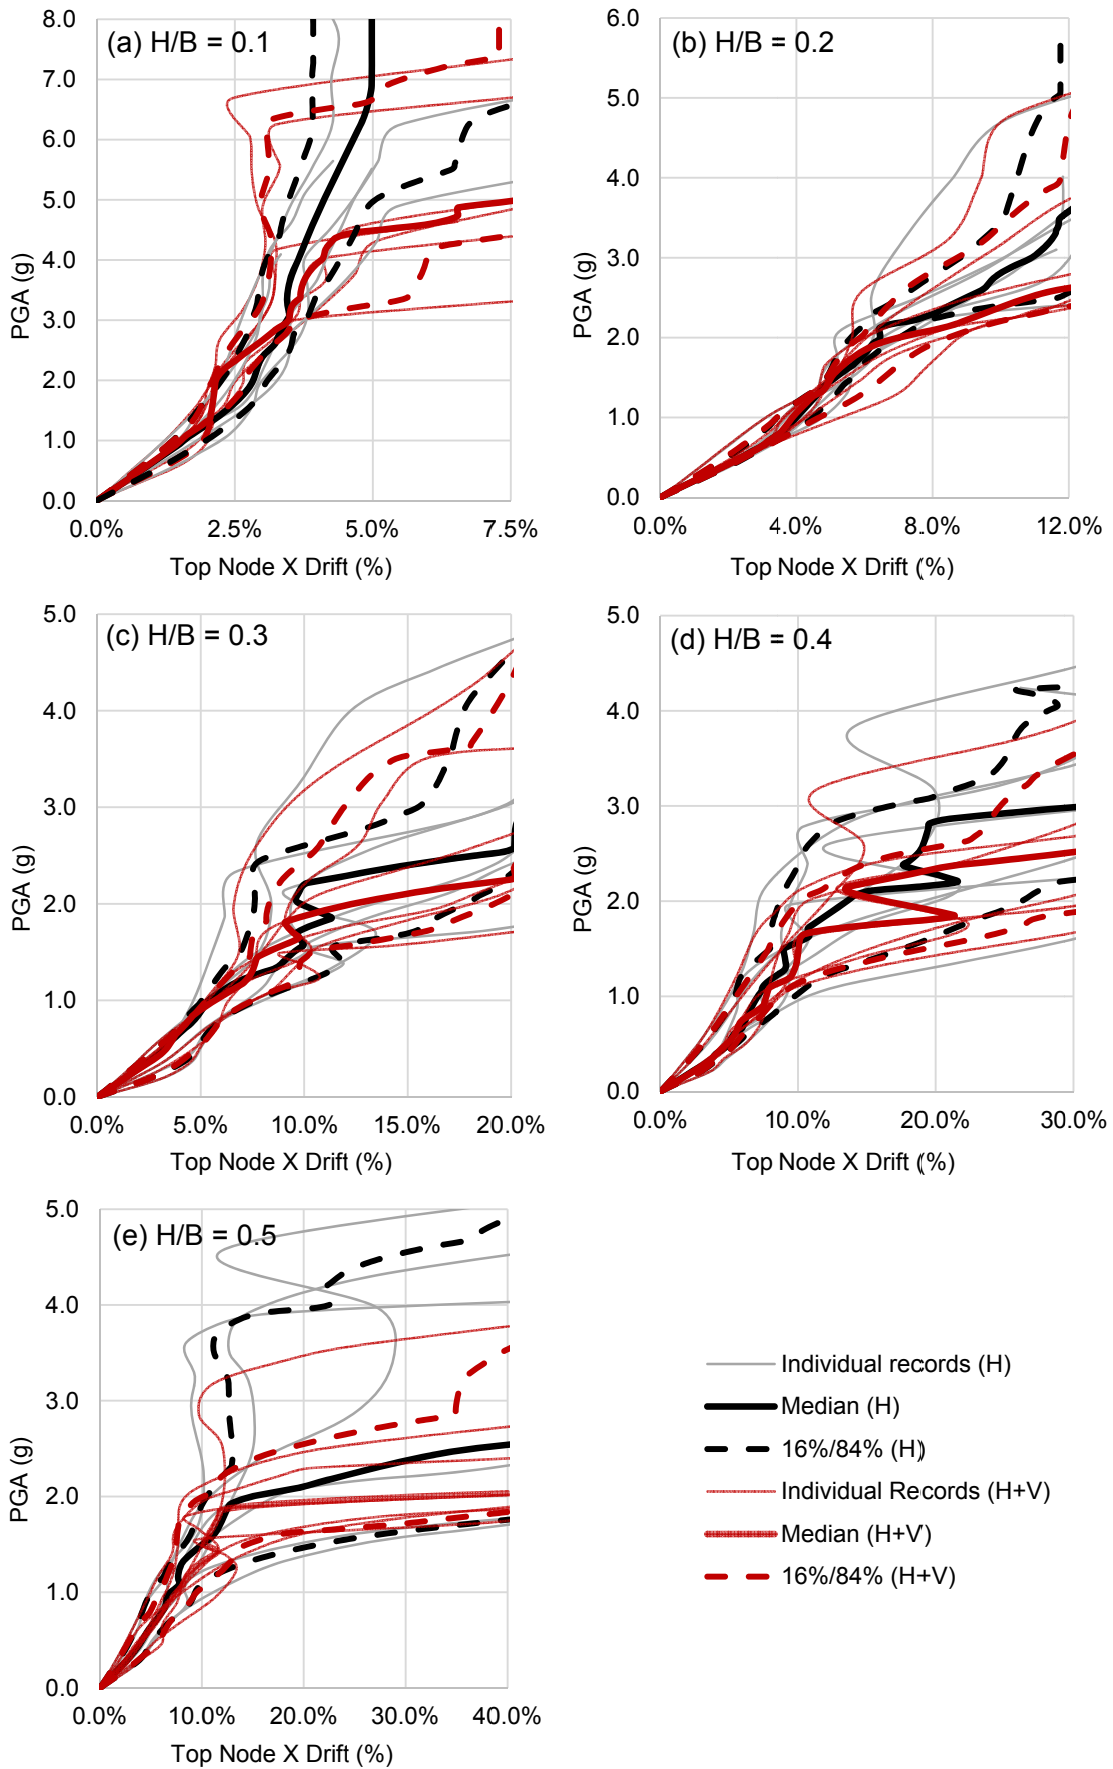 (a) H/B = 0.1
8.0
7.0
6.0
5.0
4.0
3.0
2.0
1.0
0.0
PGA (g)
0.0% 2.5% 5.0% 7.5%
Top Node X Drift (%)
(b) H/B = 0.2
6.0
5.0
4.0
3.0
2.0
1.0
0.0
PGA (g)
0.0% 4.0% 8.0% 12.0%
Top Node X Drift (%)
(c) H/B = 0.3
5.0
4.0
3.0
2.0
1.0
0.0
PGA (g)
0.0% 5.0% 10.0% 15.0% 20.0%
Top Node X Drift (%)
(d) H/B = 0.4
5.0
4.0
3.0
2.0
1.0
0.0
PGA (g)
0.0% 10.0% 20.0% 30.0%
Top Node X Drift (%)
(e) H/B = 0.5
5.0
4.0
3.0
2.0
1.0
0.0
PGA (g)
0.0% 10.0% 20.0% 30.0% 40.0%
Top Node X Drift (%)
Individual records (H)
Median (H)
16%/84% (H)
Individual Records (H+V)
Median (H+V)
16%/84% (H+V)